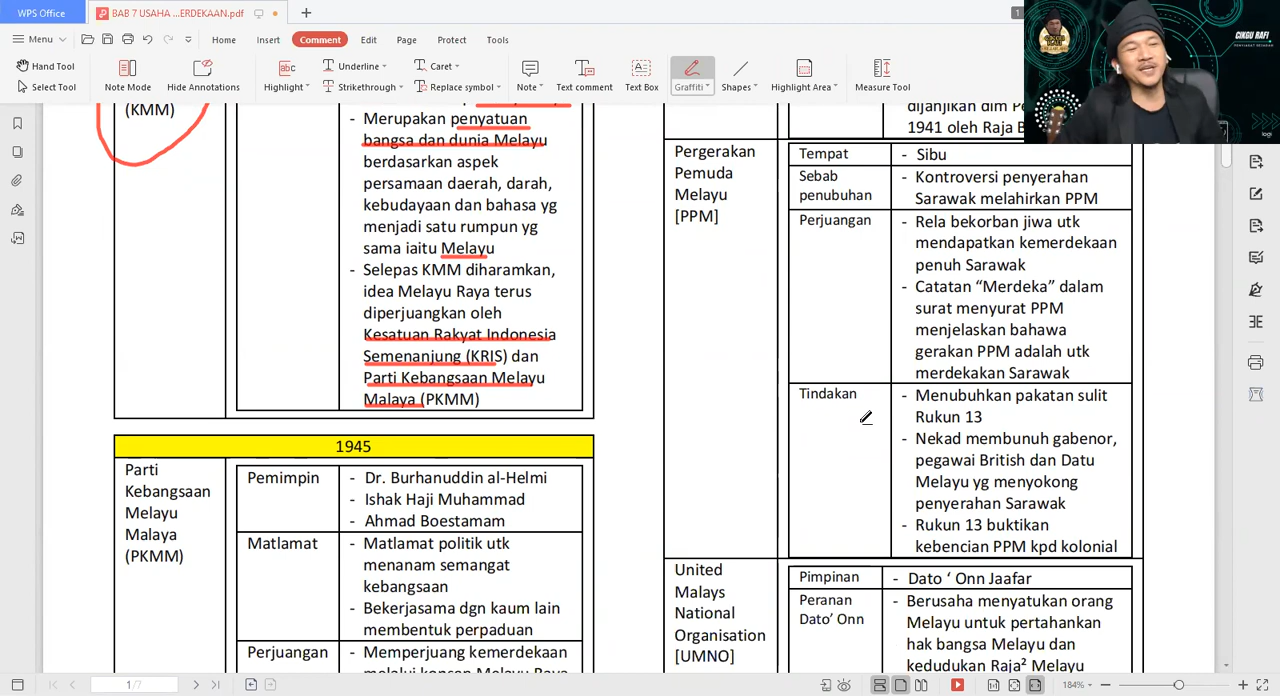 WPS Office
BAB 7 USAHA ...ERDEKAAN.pdf
1
Menu
Home
Insert
Comment
Edit
Page
Protect
Tools
Hand Tool
Select Tool
Note Mode
Hide Annotations
Highlight
Underline
Strikethrough
Caret
Replace symbol
Note
Text comment
Text Box
Graffiti
Shapes
Highlight Area
Measure Tool
CIKGU RAFI
logi
(KMM)
Merupakan penyatuan
bangsa dan dunia Melayu
berdasarkan aspek
persamaan daerah, darah,
kebudayaan dan bahasa yg
menjadi satu rumpun yg
sama iaitu Melayu
- Selepas KMM diharamkan,
idea Melayu Raya terus
diperjuangkan oleh
Kesatuan Rakyat Indonesia
Semenanjung (KRIS) dan
Parti Kebangsaan Melayu
Malaya (PKMM)
1945
Parti
Kebangsaan
Melayu
Malaya
(PKMM)
Pemimpin
- Dr. Burhanuddin al-Helmi
- Ishak Haji Muhammad
- Ahmad Boestamam
Matlamat
- Matlamat politik utk
menanam semangat
kebangsaan
- Bekerjasama dgn kaum lain
membentuk perpaduan
Perjuangan
- Memperjuang kemerdekaan
melalui konsep Melayu Raya
dijanjikan dlm
1941 oleh Raja
Pergerakan
Pemuda
Melayu
[PPM]
Tempat
- Sibu
Sebab
penubuhan
- Kontroversi penyerahan
Sarawak melahirkan PPM
Perjuangan
- Rela bekorban jiwa utk
mendapatkan kemerdekaan
penuh Sarawak
- Catatan “Merdeka” dalam
surat menyurat PPM
menjelaskan bahawa
gerakan PPM adalah utk
merdekakan Sarawak
Tindakan
- Menubuhkan pakatan sulit
Rukun 13
- Nekad membunuh gabenor,
pegawai British dan Datu
Melayu yg menyokong
penyerahan Sarawak
- Rukun 13 buktikan
kebencian PPM kpd kolonial
United
Malays
National
Organisation
[UMNO]
Pimpinan
- Dato ‘ Onn Jaafar
Peranan
Dato’ Onn
- Berusaha menyatukan orang
Melayu untuk pertahankan
hak bangsa Melayu dan
kedudukan Raja² Melayu
1/7
184%